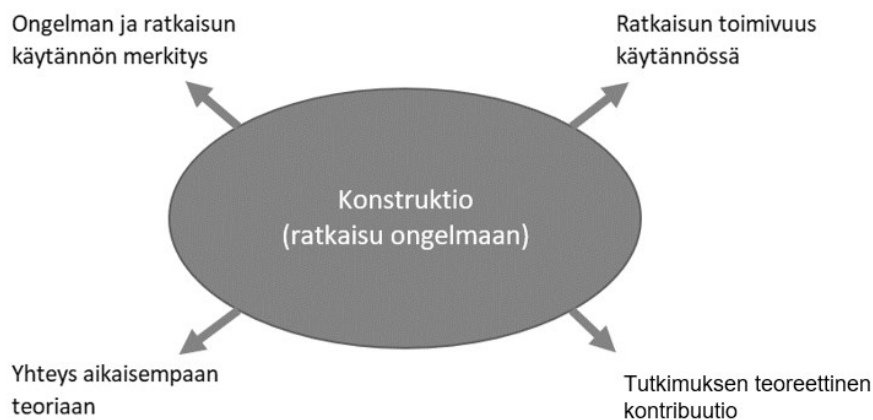 Ongelman ja ratkaisun
käytännön merkitys
Ratkaisun toimivuus
käytännössä
Konstruktio
(ratkaisu ongelmaan)
Yhteys aikaisempaan
teoriaan
Tutkimuksen teoreettinen
kontribuutio